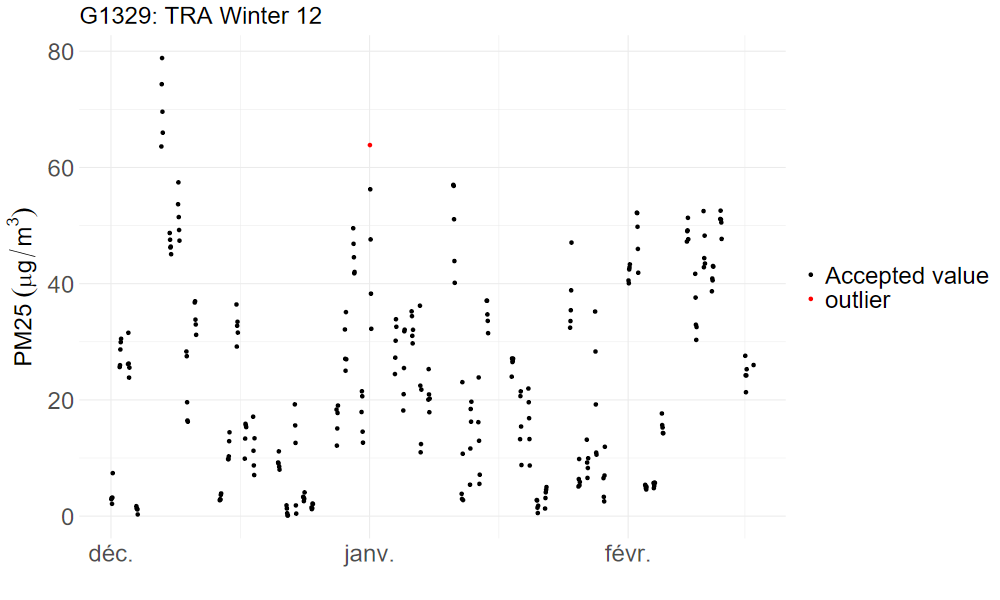 G1329: TRA Winter 12
PM25 (μg/m³)
80
60
40
20
0
déc.
janv.
févr.
Accepted value
outlier